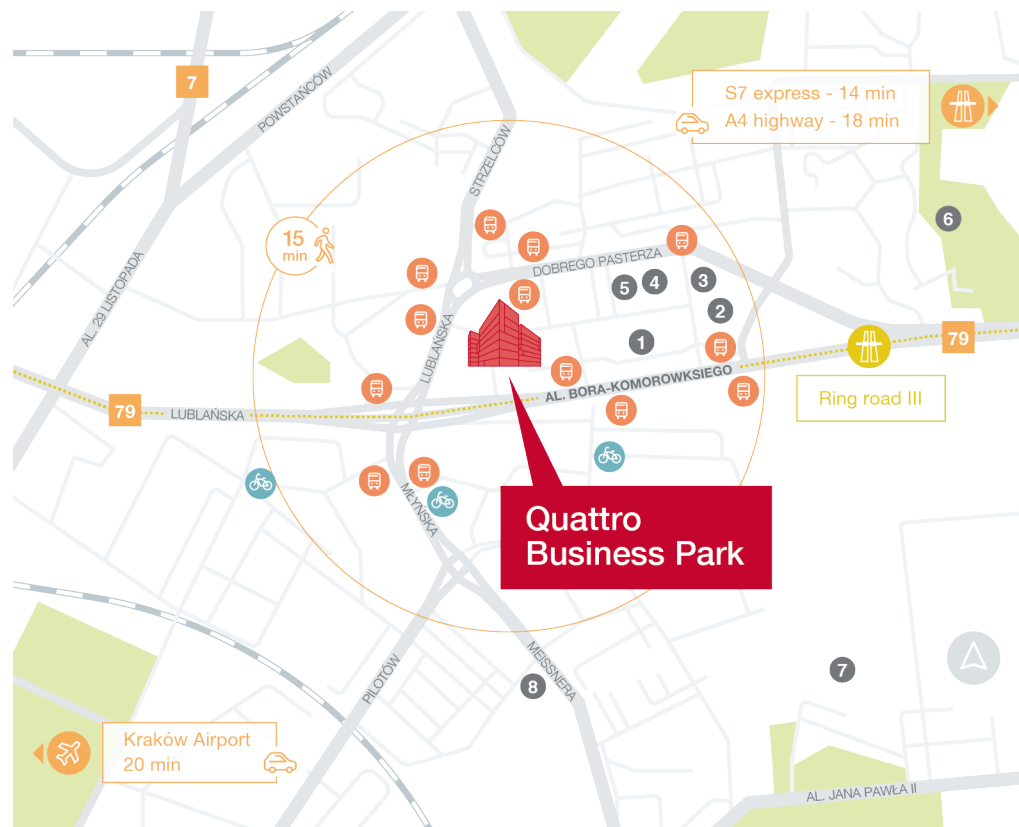 7
POWSTAŃCÓW
S7 express - 14 min
A4 highway - 18 min
STRZELCÓW
15
min
6
DOBREGO PASTERZA
AL. 29 LISTOPADA
5
4
3
2
1
LUBLAŃSKA
79
AL. BORA-KOMOROWKSIEGO
Ring road III
79
LUBLAŃSKA
MŁYŃSKA
Quattro
Business Park
PILOTÓW
MEISSNERA
7
8
Kraków Airport
20 min
AL. JANA PAWŁA II